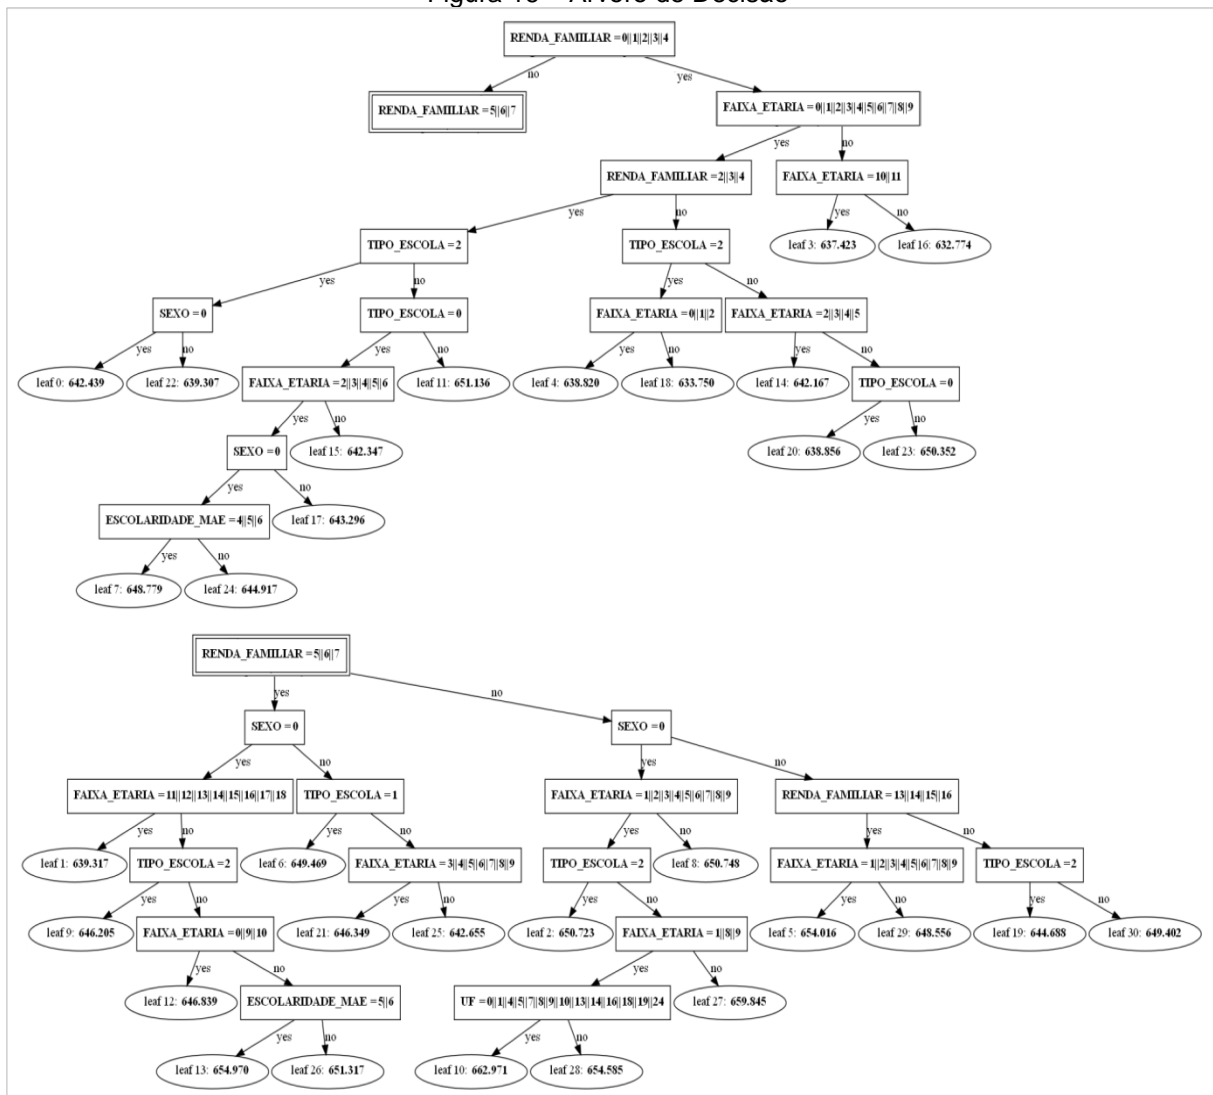 Figura 10 – Árvore de Decisão
RENDA_FAMILIAR =0||1||2||3||4
no
yes
RENDA_FAMILIAR =5||6||7
FAIXA_ETARIA = 0||1||2||3||4||5||6||7||8||9
yes
no
RENDA_FAMILIAR =2||3||4
FAIXA_ETARIA =10||11
yes
no
yes
no
TIPO_ESCOLA =2
TIPO_ESCOLA =2
leaf 3: 637.423
leaf 16: 632.774
yes
no
yes
no
SEXO =0
TIPO_ESCOLA =0
FAIXA_ETARIA =0||1||2
FAIXA_ETARIA =2||3||4||5
yes
no
yes
no
yes
no
yes
no
leaf 0: 642.439
leaf 22: 639.307
FAIXA_ETARIA =2||3||4||5||6
leaf 11: 651.136
leaf 4: 638.820
leaf 18: 633.750
leaf 14: 642.167
TIPO_ESCOLA =0
yes
no
yes
no
SEXO =0
leaf 15: 642.347
leaf 20: 638.856
leaf 23: 650.352
yes
no
ESCOLARIDADE_MAE =4||5||6
leaf 17: 643.296
yes
no
leaf 7: 648.779
leaf 24: 644.917
RENDA_FAMILIAR =5||6||7
yes
no
SEXO =0
SEXO =0
yes
no
yes
no
FAIXA_ETARIA =11||12||13||14||15||16||17||18
TIPO_ESCOLA =1
FAIXA_ETARIA =1||2||3||4||5||6||7||8||9
RENDA_FAMILIAR =13||14||15||16
yes
no
yes
no
yes
no
yes
no
leaf 1: 639.317
TIPO_ESCOLA =2
leaf 6: 649.469
FAIXA_ETARIA =3||4||5||6||7||8||9
TIPO_ESCOLA =2
leaf 8: 650.748
FAIXA_ETARIA =1||2||3||4||5||6||7||8||9
TIPO_ESCOLA =2
yes
no
yes
no
yes
no
yes
no
yes
no
leaf 9: 646.205
FAIXA_ETARIA =0||9||10
leaf 21: 646.349
leaf 25: 642.655
leaf 2: 650.723
FAIXA_ETARIA =1||8||9
leaf 5: 654.016
leaf 29: 648.556
leaf 19: 644.688
leaf 30: 649.402
yes
no
yes
no
leaf 12: 646.839
ESCOLARIDADE_MAE =5||6
UF =0||1||4||5||7||8||9||10||13||14||16||18||19||24
leaf 27: 659.845
yes
no
yes
no
leaf 13: 654.970
leaf 26: 651.317
leaf 10: 662.971
leaf 28: 654.585